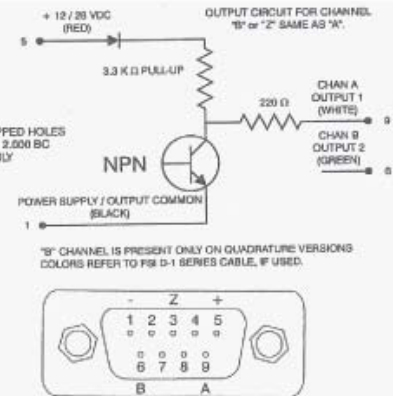 + 12 / 28 VDC
(RED)
5
OUTPUT CIRCUIT FOR CHANNEL
"B" or "Z" SAME AS "A".
3.3 K Ω PULL-UP
220 Ω
CHAN A
OUTPUT 1
(WHITE)
9
CHAN B
OUTPUT 2
(GREEN)
6
PPED HOLES
2.000 BC
NLY
NPN
POWER SUPPLY / OUTPUT COMMON
(BLACK)
1
"B" CHANNEL IS PRESENT ONLY ON QUADRATURE VERSIONS
COLORS REFER TO FSI D-1 SERIES CABLE, IF USED.
- Z +
1 2 3 4 5
6 7 8 9
B A